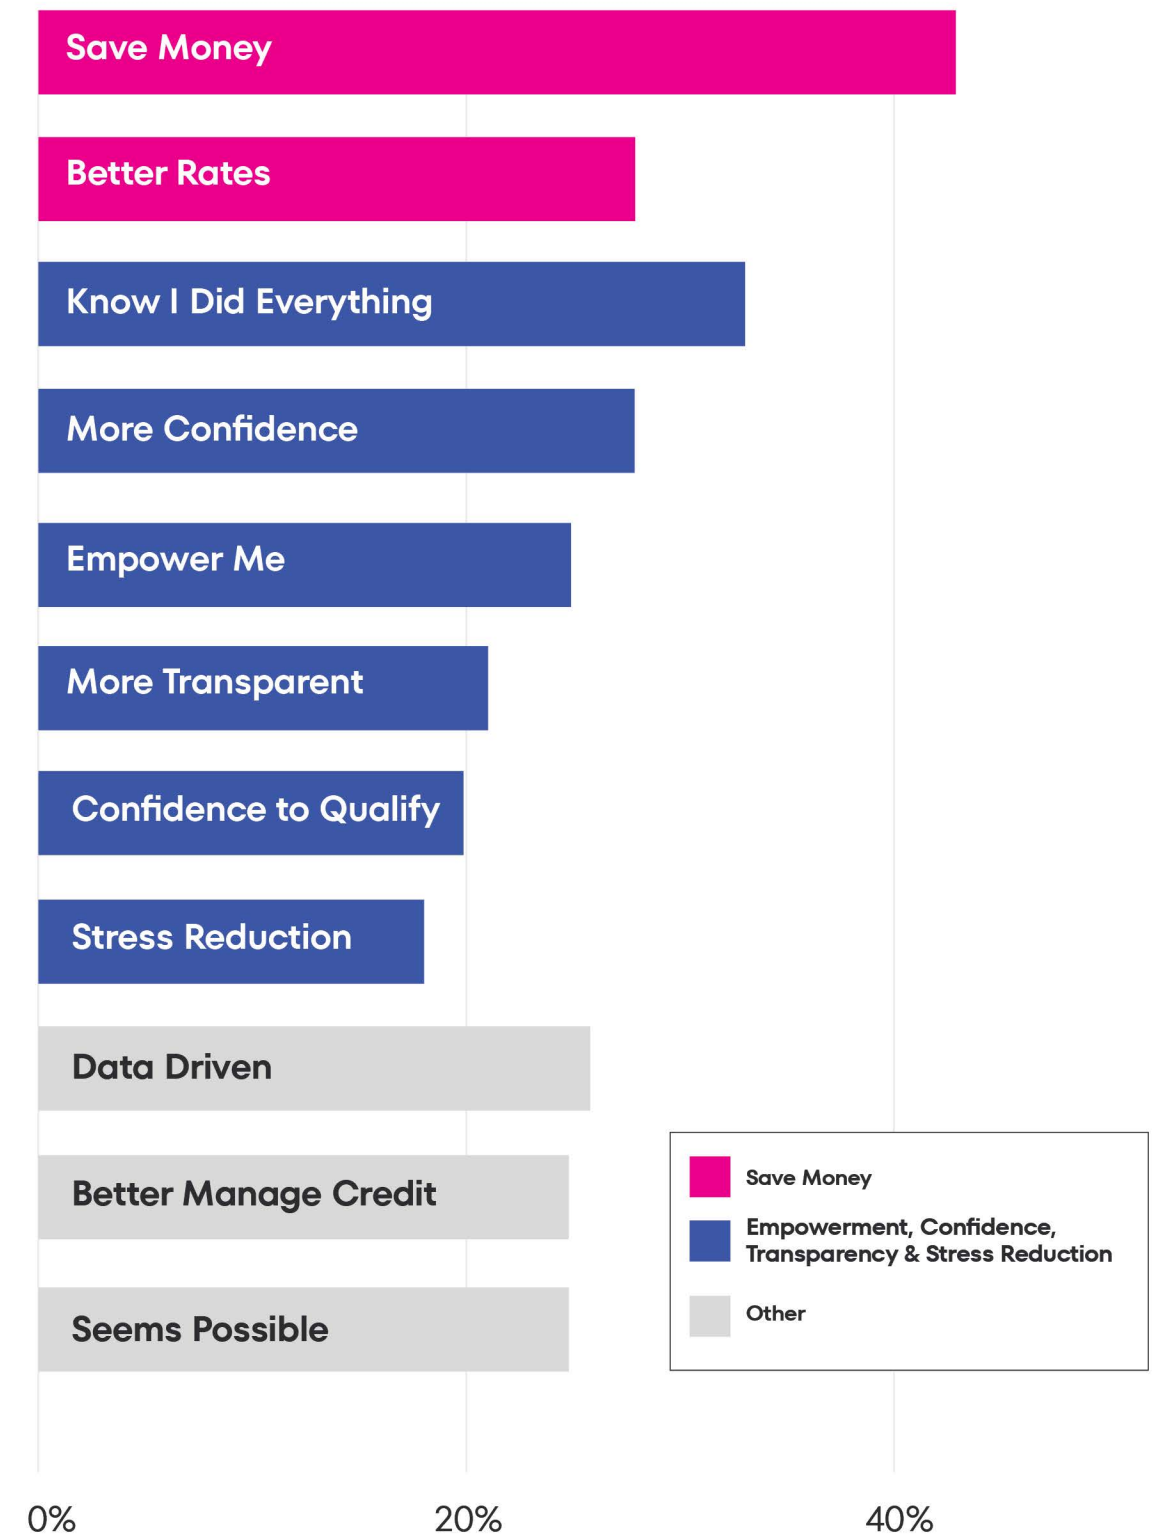 Save Money
Better Rates
Know I Did Everything
More Confidence
Empower Me
More Transparent
Confidence to Qualify
Stress Reduction
Data Driven
Better Manage Credit
Seems Possible
Save Money
Empowerment, Confidence,
Transparency & Stress Reduction
Other
0%
20%
40%